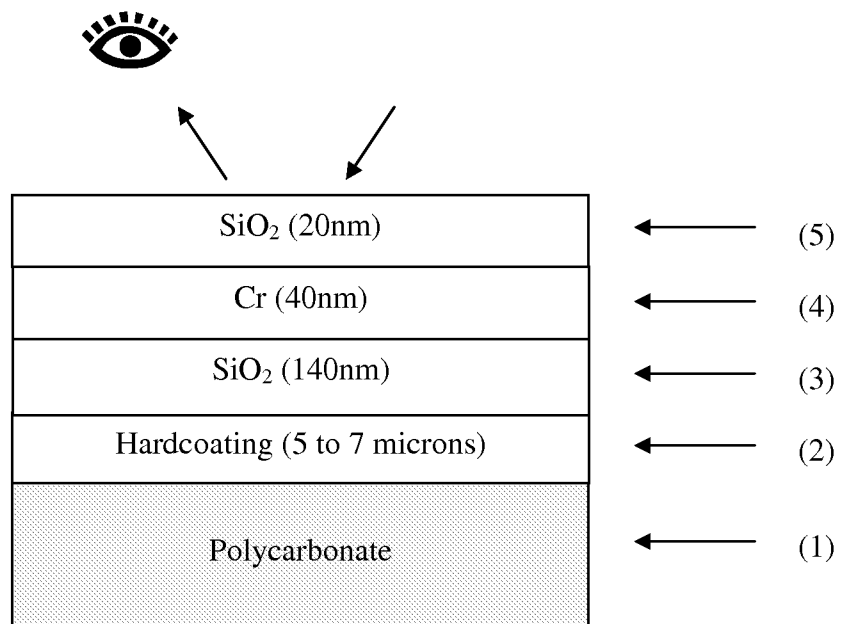 SiO₂ (20nm)
(5)
Cr (40nm)
(4)
SiO₂ (140nm)
(3)
Hardcoating (5 to 7 microns)
(2)
Polycarbonate
(1)